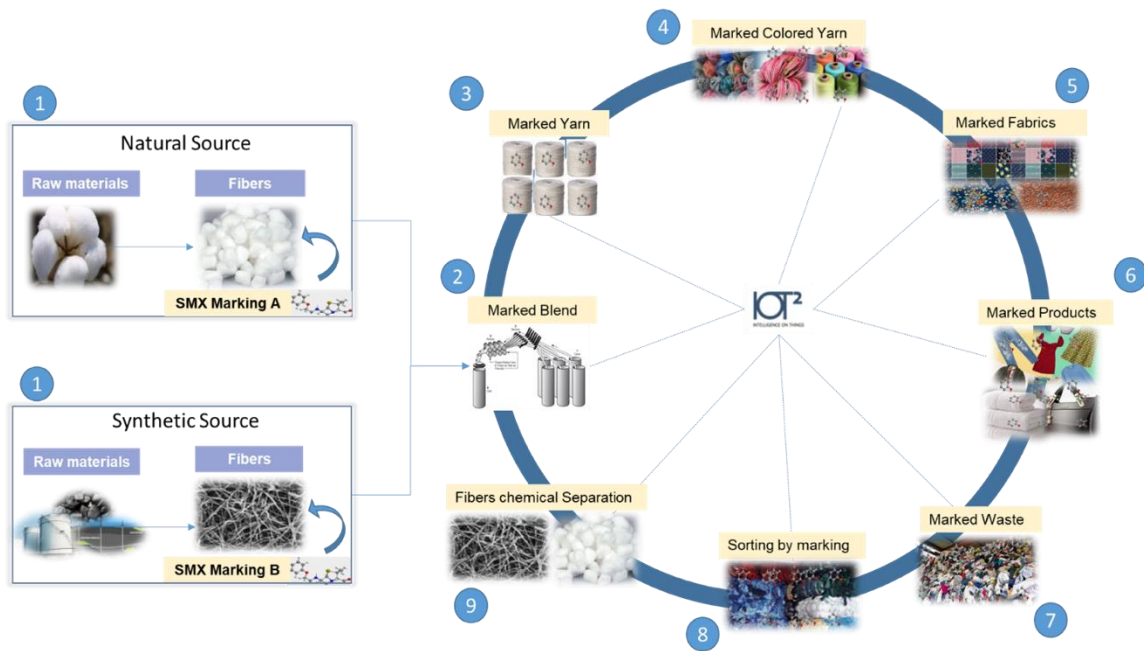 1
Natural Source
Raw materials
Fibers
SMX Marking A
1
Synthetic Source
Raw materials
Fibers
SMX Marking B
2
Marked Blend
3
Marked Yarn
4
Marked Colored Yarn
5
Marked Fabrics
6
Marked Products
IOT²
INTELLIGENCE ON THINGS
Marked Waste
7
Sorting by marking
8
Fibers chemical Separation
9